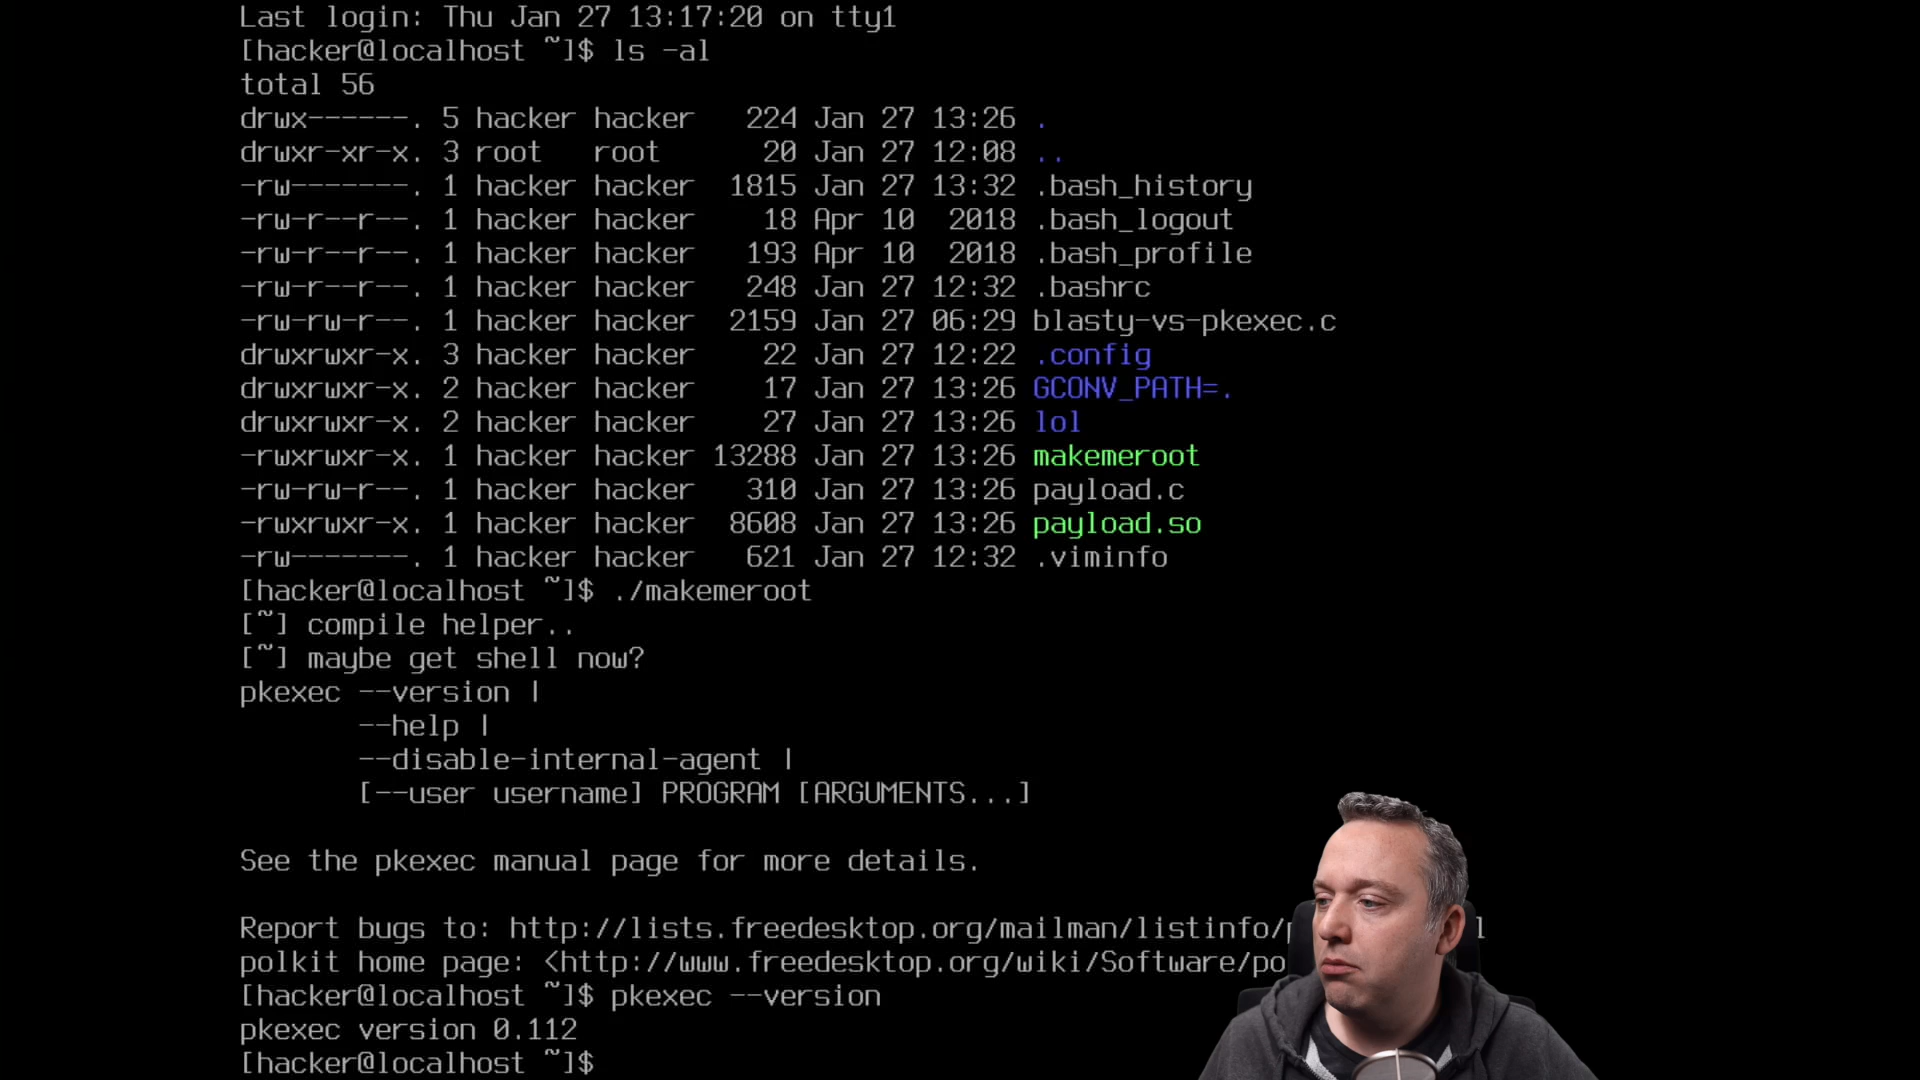 Last login: Thu Jan 27 13:17:20 on tty1
[hacker@localhost ~]$ ls -al
total 56
drwx------. 5 hacker hacker   224 Jan 27 13:26 .
drwxr-xr-x. 3 root   root      20 Jan 27 12:08 ..
-rw-------. 1 hacker hacker  1815 Jan 27 13:32 .bash_history
-rw-r--r--. 1 hacker hacker    18 Apr 10  2018 .bash_logout
-rw-r--r--. 1 hacker hacker   193 Apr 10  2018 .bash_profile
-rw-r--r--. 1 hacker hacker   248 Jan 27 12:32 .bashrc
-rw-rw-r--. 1 hacker hacker  2159 Jan 27 06:29 blasty-vs-pkexec.c
drwxrwxr-x. 3 hacker hacker    22 Jan 27 12:22 .config
drwxrwxr-x. 2 hacker hacker    17 Jan 27 13:26 GCONV_PATH=.
drwxrwxr-x. 2 hacker hacker    27 Jan 27 13:26 lol
-rwxrwxr-x. 1 hacker hacker 13288 Jan 27 13:26 makemeroot
-rw-rw-r--. 1 hacker hacker   310 Jan 27 13:26 payload.c
-rwxrwxr-x. 1 hacker hacker  8608 Jan 27 13:26 payload.so
-rw-------. 1 hacker hacker   621 Jan 27 12:32 .viminfo
[hacker@localhost ~]$ ./makemeroot
[~] compile helper..
[~] maybe get shell now?
pkexec --version |
       --help |
       --disable-internal-agent |
       [--user username] PROGRAM [ARGUMENTS...]

See the pkexec manual page for more details.

Report bugs to: http://lists.freedesktop.org/mailman/listinfo/
polkit home page: <http://www.freedesktop.org/wiki/Software/po
[hacker@localhost ~]$ pkexec --version
pkexec version 0.112
[hacker@localhost ~]$